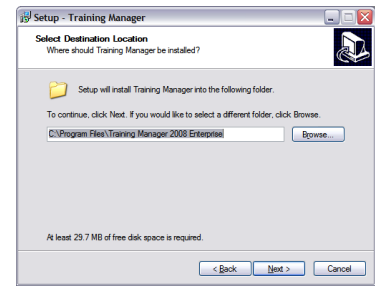 Setup - Training Manager
Select Destination Location
Where should Training Manager be installed?
Setup will install Training Manager into the following folder.
To continue, click Next. If you would like to select a different folder, click Browse.
C:\Program Files\Training Manager 2008 Enterprise
Browse...
At least 29.7 MB of free disk space is required.
< Back
Next >
Cancel